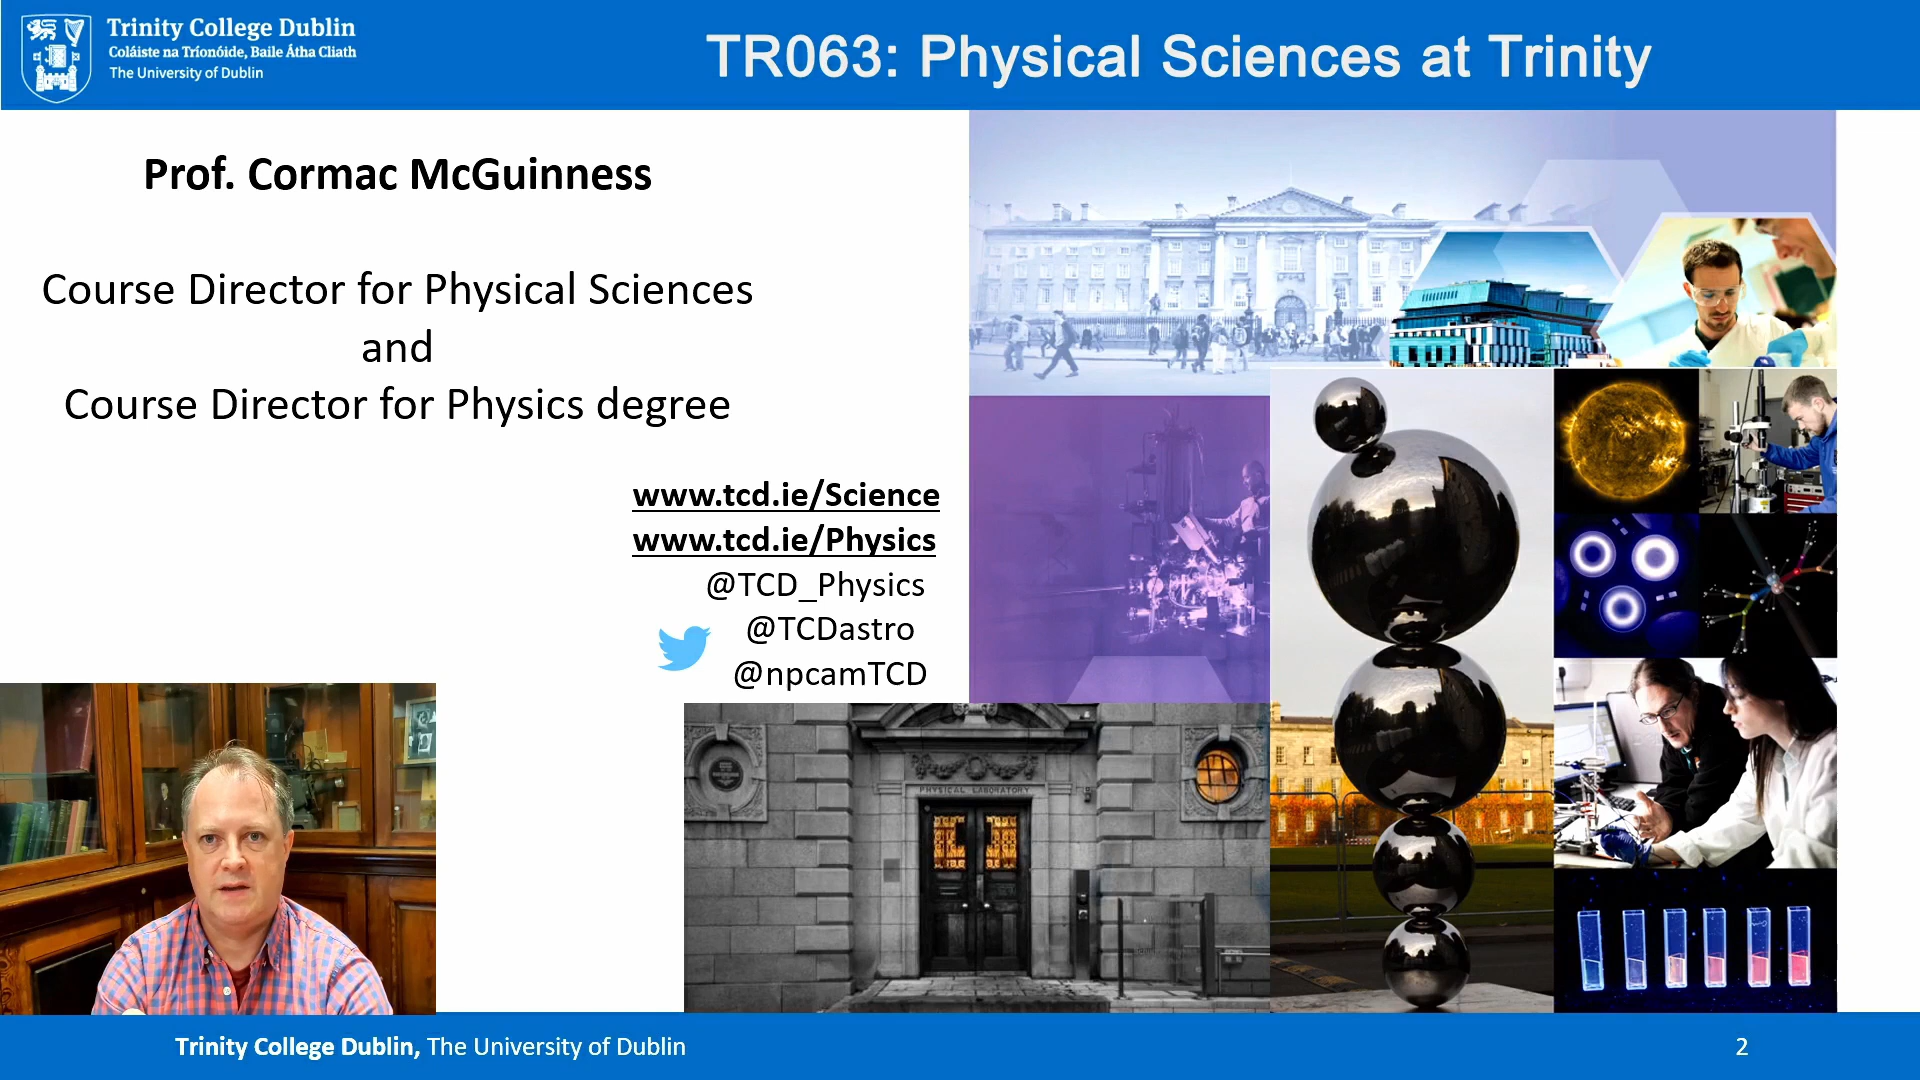 Trinity College Dublin
Coláiste na Tríonóide, Baile Átha Cliath
The University of Dublin
TR063: Physical Sciences at Trinity
Prof. Cormac McGuinness
Course Director for Physical Sciences
and
Course Director for Physics degree
www.tcd.ie/Science
www.tcd.ie/Physics
@TCD_Physics
@TCDastro
@npcamTCD
PHYSICAL LABORATORY
Trinity College Dublin, The University of Dublin
2